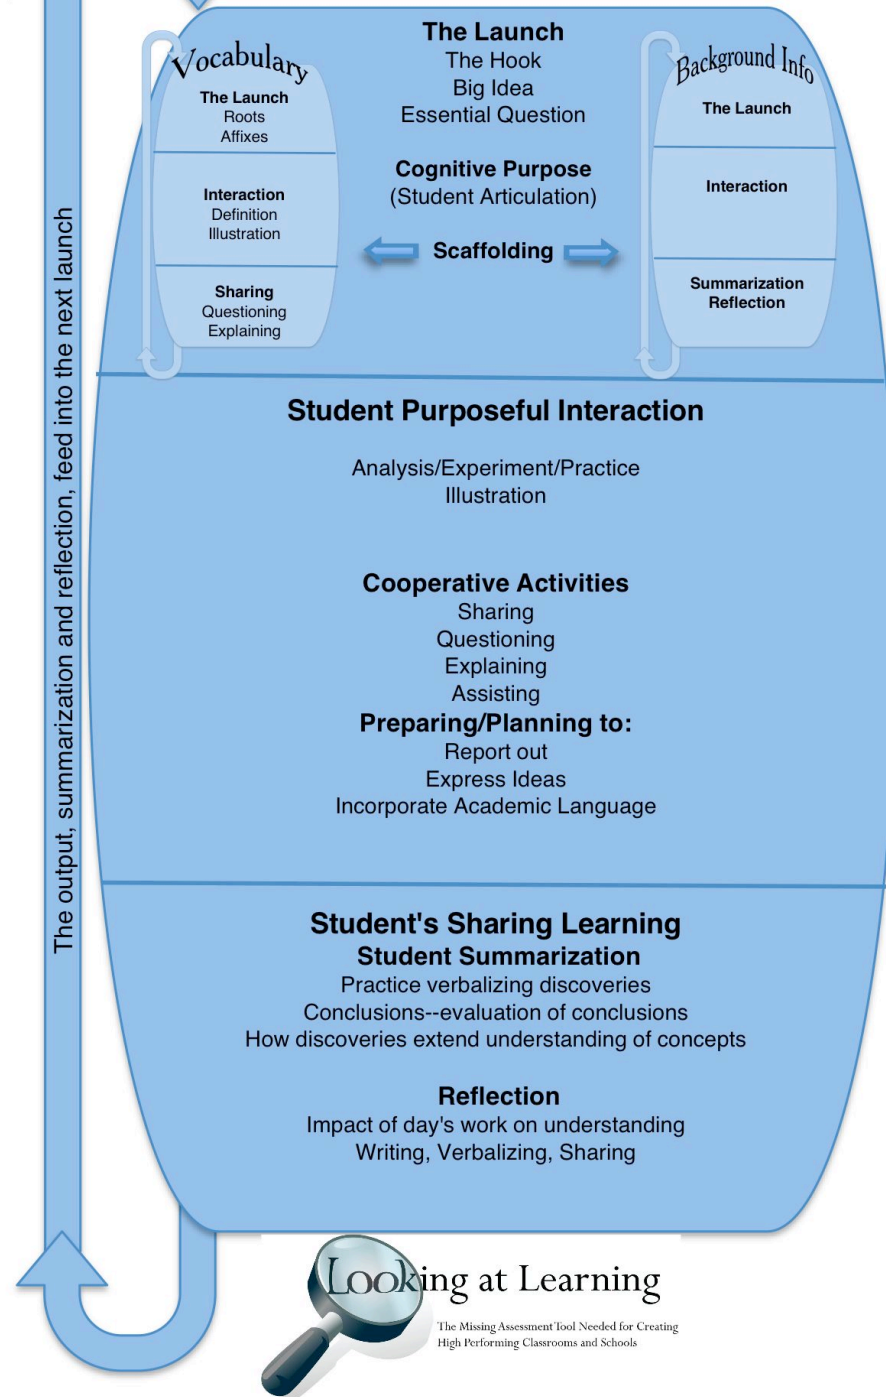 The output, summarization and reflection, feed into the next launch
Vocabulary
The Launch
Roots
Affixes
Interaction
Definition
Illustration
Sharing
Questioning
Explaining
The Launch
The Hook
Big Idea
Essential Question
Cognitive Purpose
(Student Articulation)
Scaffolding
Background Info
The Launch
Interaction
Summarization
Reflection
Student Purposeful Interaction
Analysis/Experiment/Practice
Illustration
Cooperative Activities
Sharing
Questioning
Explaining
Assisting
Preparing/Planning to:
Report out
Express Ideas
Incorporate Academic Language
Student's Sharing Learning
Student Summarization
Practice verbalizing discoveries
Conclusions--evaluation of conclusions
How discoveries extend understanding of concepts
Reflection
Impact of day's work on understanding
Writing, Verbalizing, Sharing
Looking at Learning
The Missing Assessment Tool Needed for Creating
High Performing Classrooms and Schools